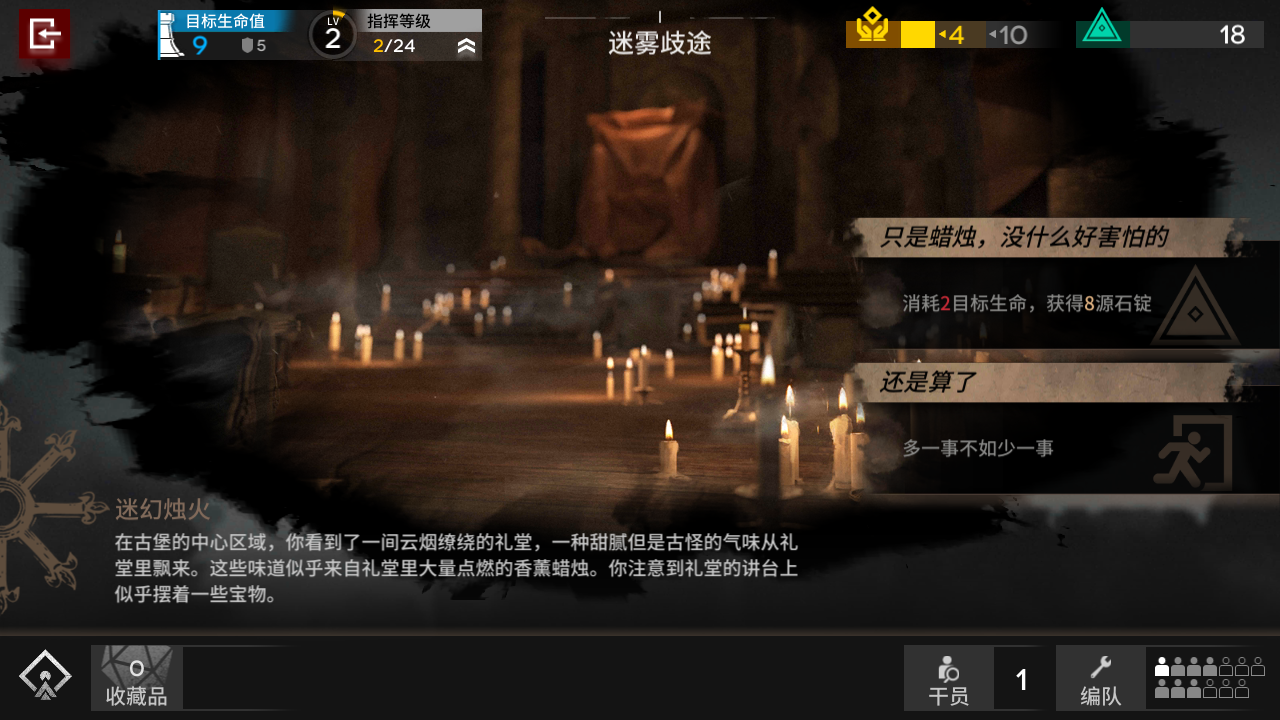 目标生命值
9
5
LV
2
指挥等级
2/24
迷雾歧途
4
10
18
只是蜡烛，没什么好害怕的
消耗2目标生命，获得8源石锭
还是算了
多一事不如少一事
迷幻烛火
在古堡的中心区域，你看到了一间云烟缭绕的礼堂，一种甜腻但是古怪的气味从礼
堂里飘来。这些味道似乎来自礼堂里大量点燃的香薰蜡烛。你注意到礼堂的讲台上
似乎摆着一些宝物。
0
收藏品
干员
1
编队